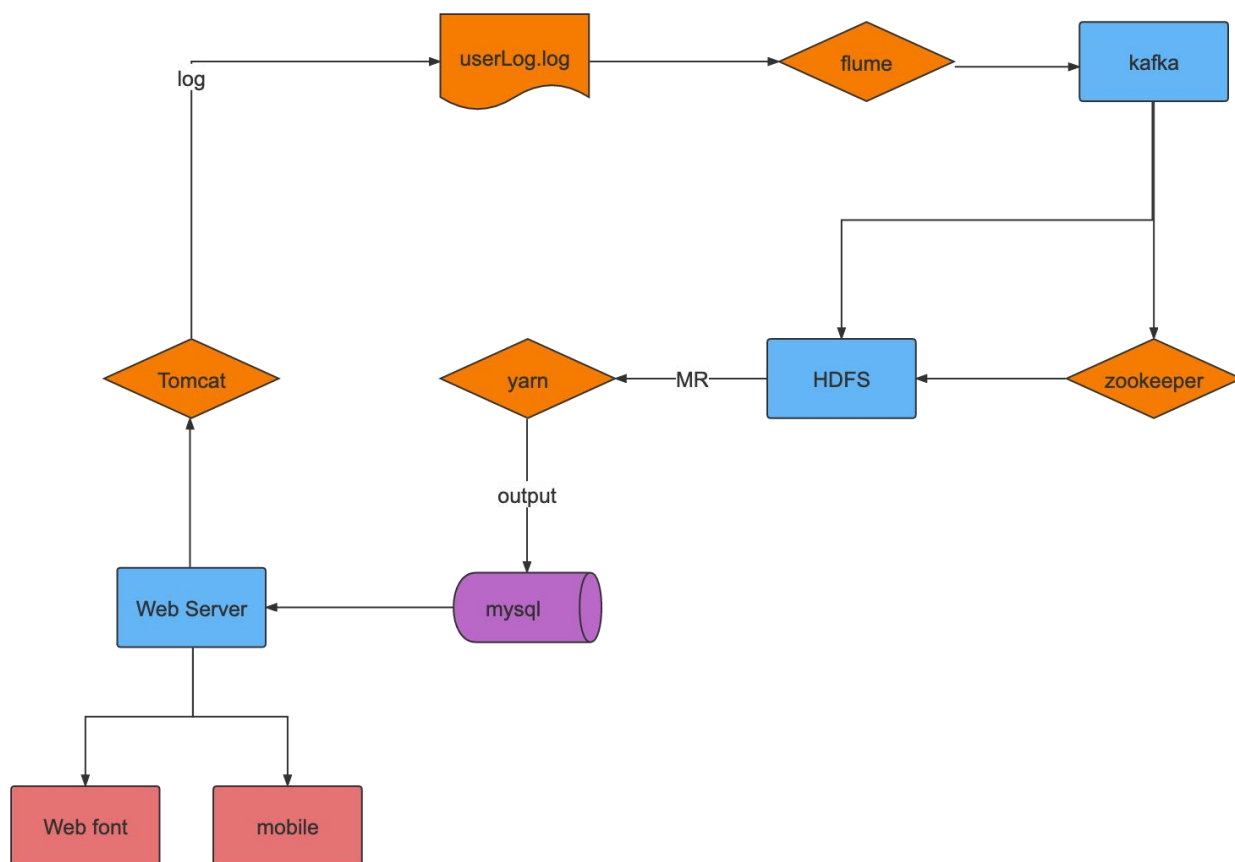 userLog.log
flume
kafka
log
Tomcat
yarn
MR
HDFS
zookeeper
output
Web Server
mysql
Web font
mobile